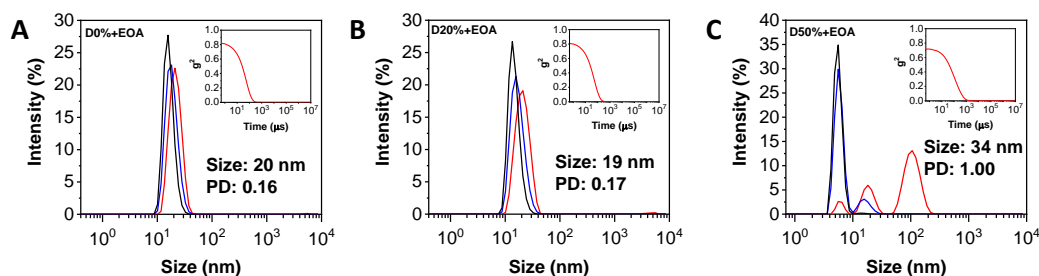 A
D0%+EOA
Intensity (%)
30
25
20
15
10
5
0
10⁰ 10¹ 10² 10³ 10⁴
Size (nm)
g²
1.0
0.8
0.6
0.4
0.2
0.0
10¹ 10³ 10⁵ 10⁷
Time (µs)
Size: 20 nm
PD: 0.16
B
D20%+EOA
Intensity (%)
30
25
20
15
10
5
0
10⁰ 10¹ 10² 10³ 10⁴
Size (nm)
g²
1.0
0.8
0.6
0.4
0.2
0.0
10¹ 10³ 10⁵ 10⁷
Time (µs)
Size: 19 nm
PD: 0.17
C
D50%+EOA
Intensity (%)
40
35
30
25
20
15
10
5
0
10⁰ 10¹ 10² 10³ 10⁴
Size (nm)
g²
1.0
0.8
0.6
0.4
0.2
0.0
10¹ 10³ 10⁵ 10⁷
Time (µs)
Size: 34 nm
PD: 1.00